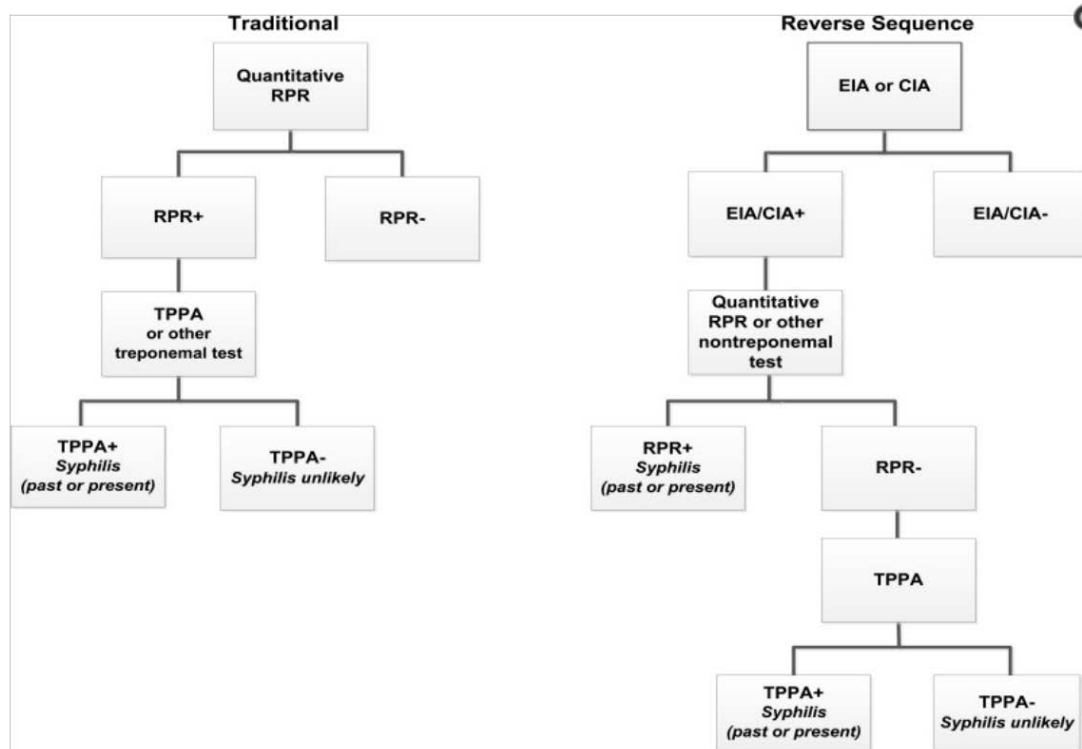 Traditional
Quantitative
RPR
RPR+
RPR-
TPPA
or other
treponemal test
TPPA+
Syphilis
(past or present)
TPPA-
Syphilis unlikely
Reverse Sequence
EIA or CIA
EIA/CIA+
EIA/CIA-
Quantitative
RPR or other
nontreponemal
test
RPR+
Syphilis
(past or present)
RPR-
TPPA
TPPA+
Syphilis
(past or present)
TPPA-
Syphilis unlikely